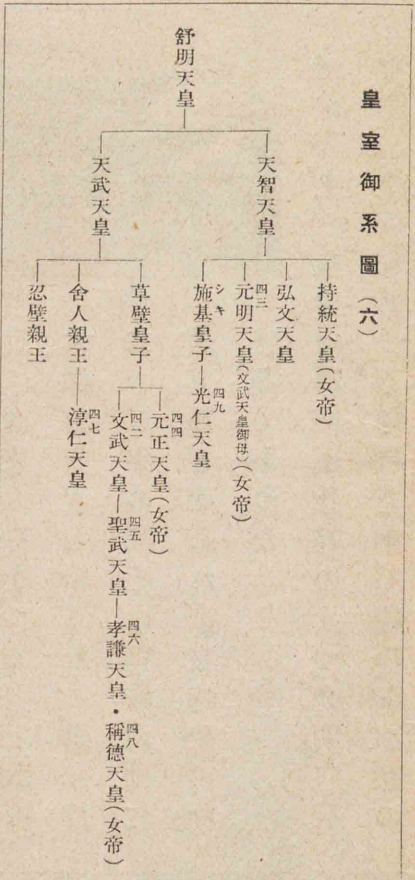 皇室御系圖(六)
舒明天皇
天智天皇
持統天皇(女帝)
弘文天皇
四三
元明天皇(文武天皇御母)(女帝)
シキ
施基皇子
四九
光仁天皇
天武天皇
草壁皇子
四四
元正天皇(女帝)
四二
文武天皇
四五
聖武天皇
四六
孝謙天皇・
四八
稱德天皇(女帝)
舍人親王
四七
淳仁天皇
忍壁親王